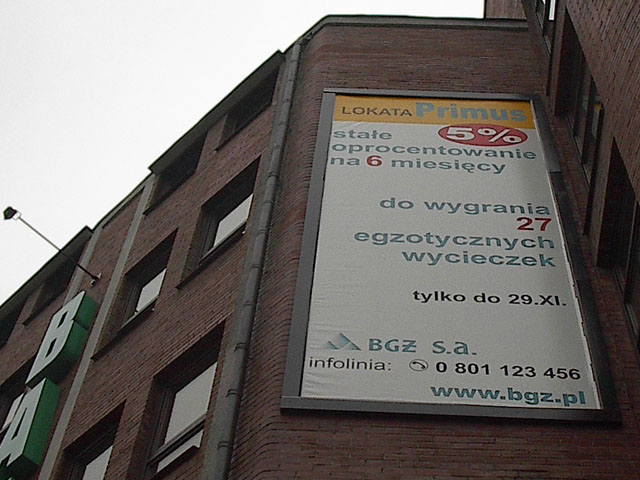 LOKATA Primus
stałe 5%
oprocentowanie
na 6 miesięcy
do wygrania
27
egzotycznych
wycieczek
tylko do 29.XI.
BGŻ s.a.
infolinia: 0 801 123 456
www.bgz.pl
B
A